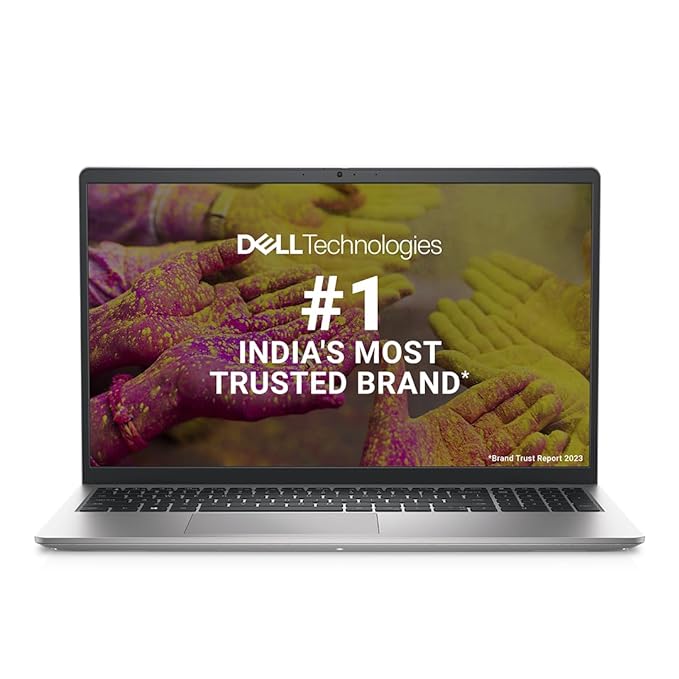 DELLTechnologies
#1
INDIA'S MOST
TRUSTED BRAND*
*Brand Trust Report 2023